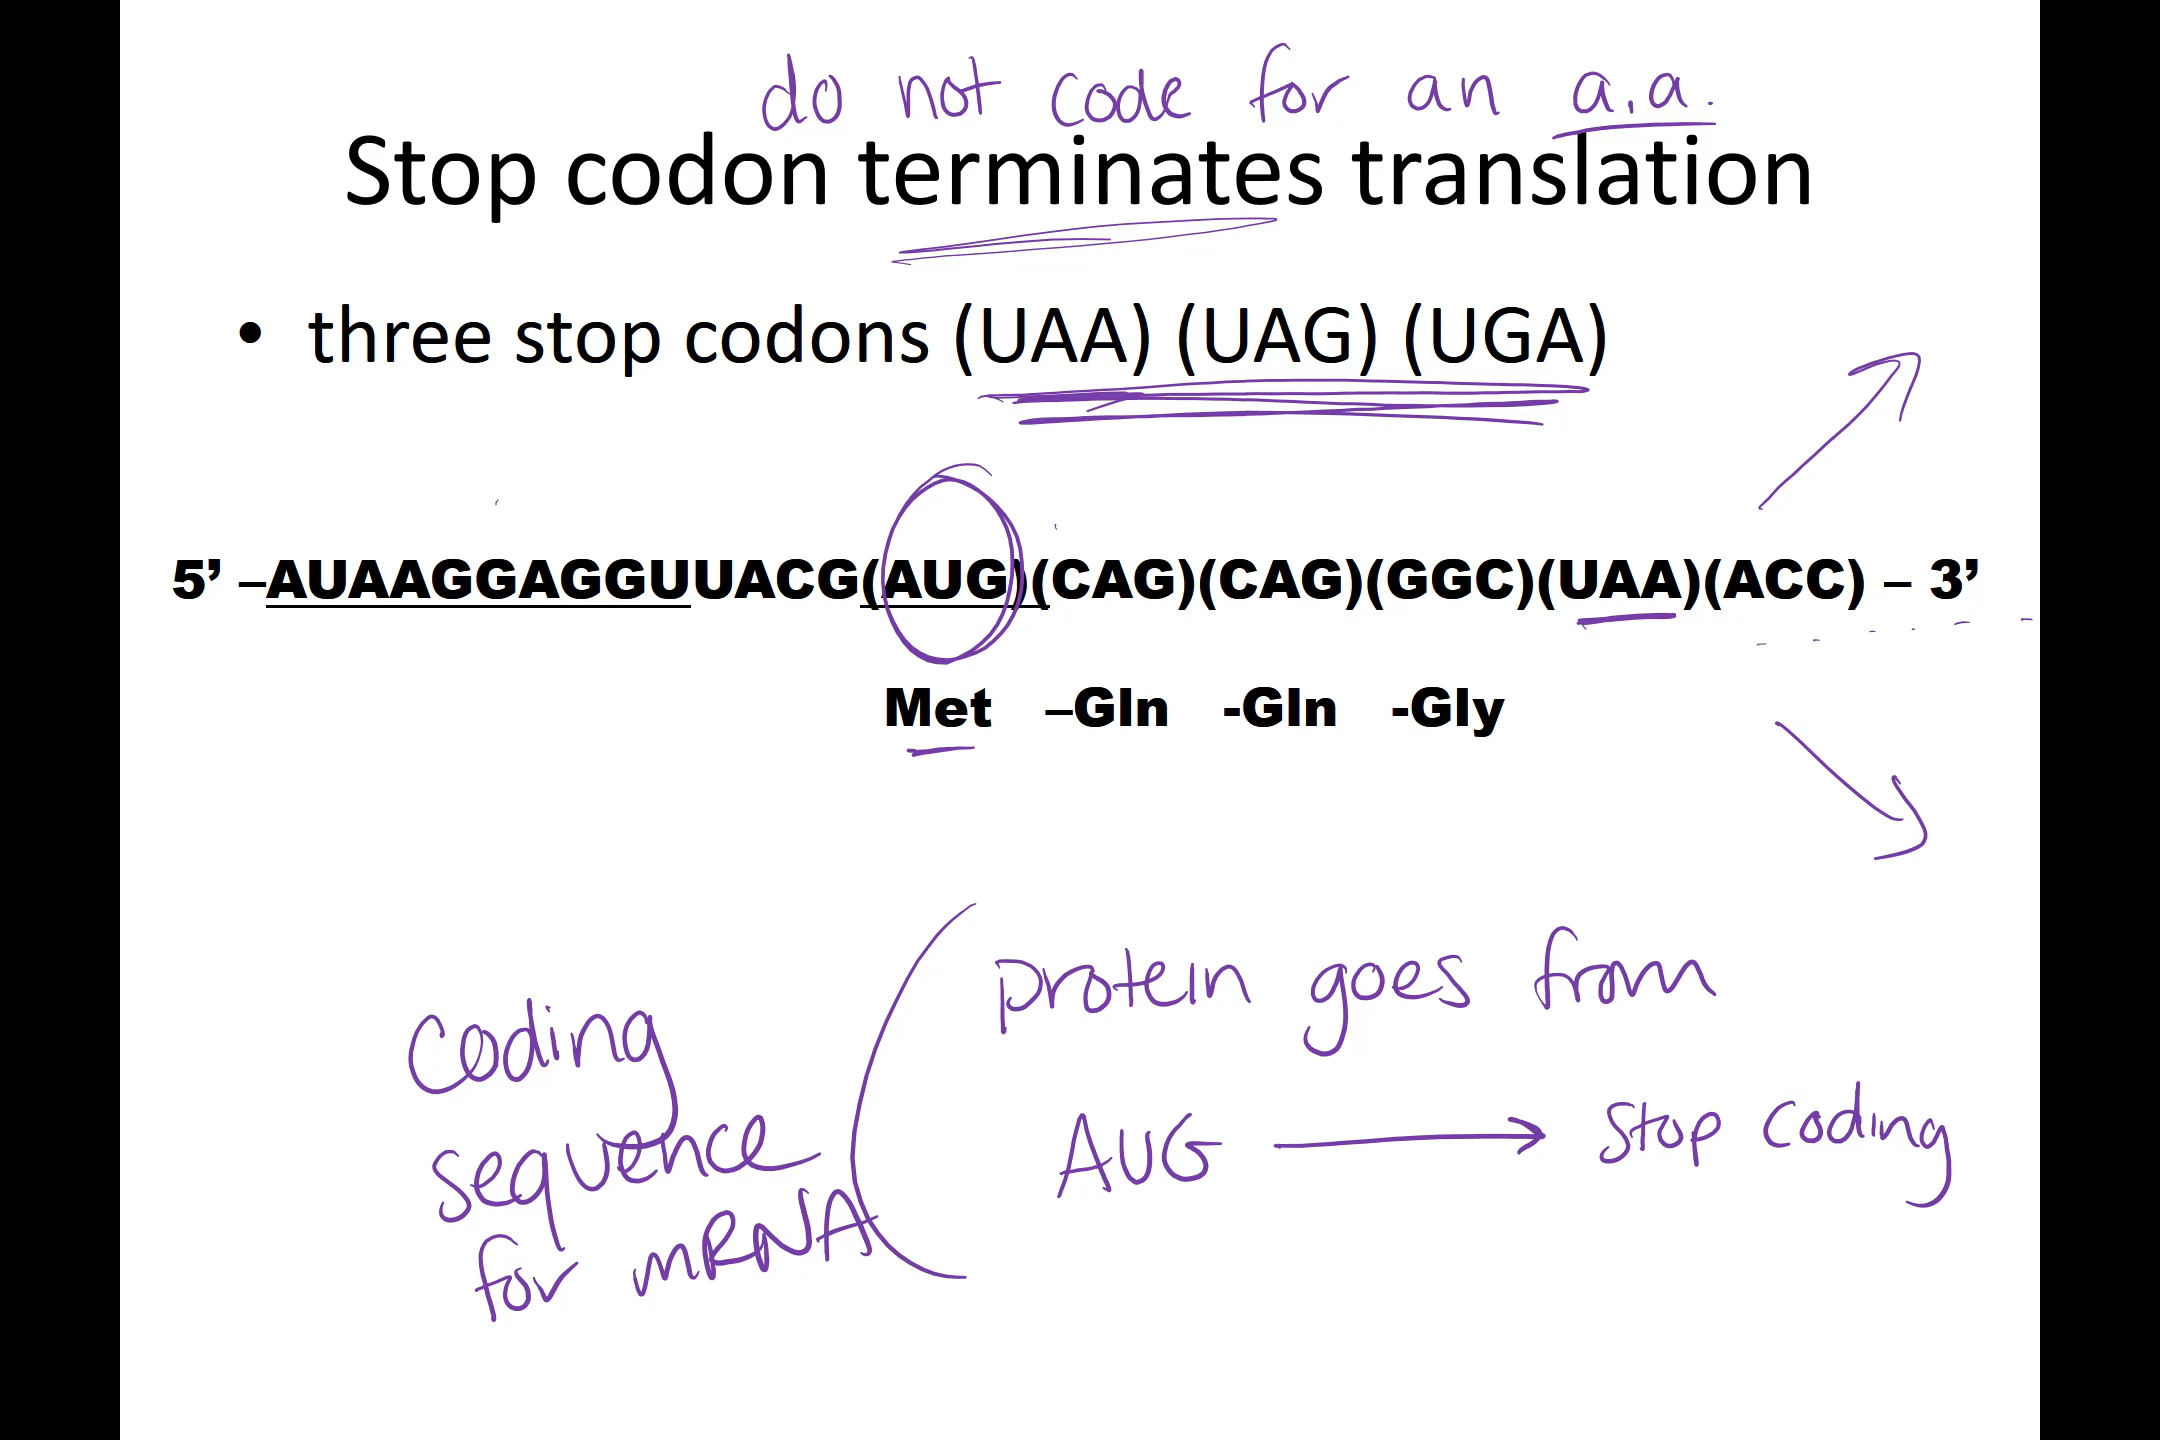 do not code for an a.a.
Stop codon terminates translation
• three stop codons (UAA) (UAG) (UGA)
5’ –AUAAGGAGGUUACG(AUG)(CAG)(CAG)(GGC)(UAA)(ACC) – 3’
Met –Gln -Gln -Gly
Coding
sequence
for mRNA
protein goes from
AUG → stop coding